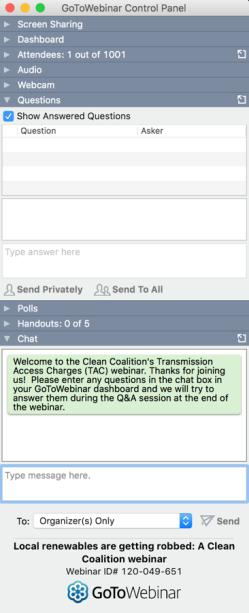 GoToWebinar Control Panel
Screen Sharing
Dashboard
Attendees: 1 out of 1001
Audio
Webcam
Questions
Show Answered Questions
Question Asker
Type answer here
Send Privately Send To All
Polls
Handouts: 0 of 5
Chat
Welcome to the Clean Coalition's Transmission
Access Charges (TAC) webinar. Thanks for joining
us! Please enter any questions in the chat box in
your GoToWebinar dashboard and we will try to
answer them during the Q&A session at the end of
the webinar.
Type message here.
To: Organizer(s) Only Send
Local renewables are getting robbed: A Clean
Coalition webinar
Webinar ID# 120-049-651
GoToWebinar